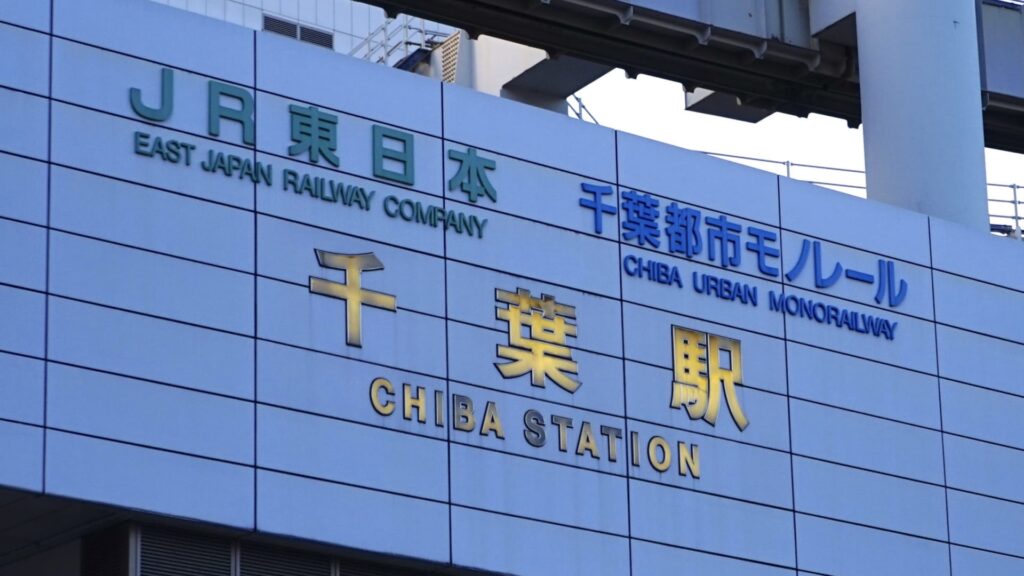 JR東日本
EAST JAPAN RAILWAY COMPANY
千葉都市モノレール
CHIBA URBAN MONORAILWAY
千葉駅
CHIBA STATION